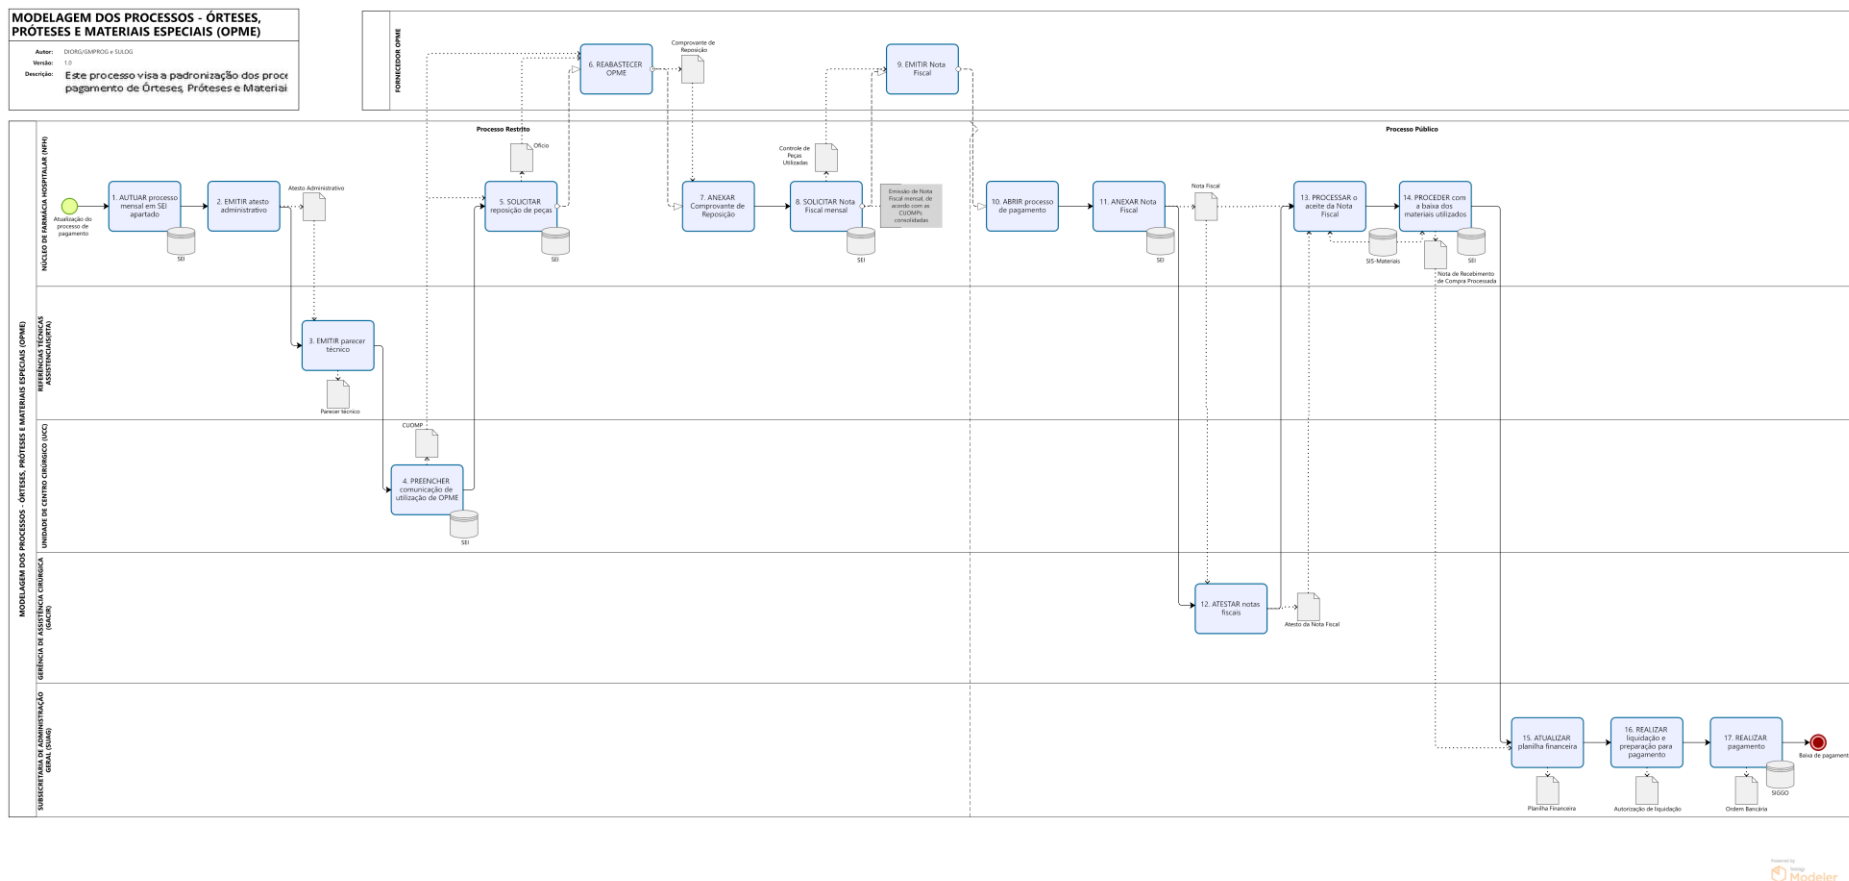 MODELAGEM DOS PROCESSOS - ÓRTESES,
PRÓTESES E MATERIAIS ESPECIAIS (OPME)
Autor: DIORG/GMPROG e SULOG
Versão: 1.0
Descrição: Este processo visa a padronização dos proce
pagamento de Órteses, Próteses e Materiai
FORNECEDOR OPME
6. REABASTECER
OPME
Comprovante de
Reposição
9. EMITIR Nota
Fiscal
MODELAGEM DOS PROCESSOS - ÓRTESES, PRÓTESES E MATERIAIS ESPECIAIS (OPME)
NÚCLEO DE FARMÁCIA HOSPITALAR (NFH)
Processo Restrito
Processo Público
Atualização do
processo de
pagamento
1. AUTUAR processo
mensal em SEI
apartado
SEI
2. EMITIR atesto
administrativo
Atesto Administrativo
Ofício
5. SOLICITAR
reposição de peças
SEI
7. ANEXAR
Comprovante de
Reposição
Controle de
Peças
Utilizadas
8. SOLICITAR Nota
Fiscal mensal
SEI
Emissão de Nota
Fiscal mensal, de
acordo com as
CUOMPs
consolidadas
10. ABRIR processo
de pagamento
11. ANEXAR Nota
Fiscal
SEI
Nota Fiscal
13. PROCESSAR o
aceite da Nota
Fiscal
SIS-Materiais
14. PROCEDER com
a baixa dos
materiais utilizados
SEI
Nota de Recebimento
de Compra Processada
REFERÊNCIAS TÉCNICAS
ASSISTENCIAIS(RTA)
3. EMITIR parecer
técnico
Parecer técnico
UNIDADE DE CENTRO CIRÚRGICO (UCC)
CUOMP
4. PREENCHER
comunicação de
utilização de OPME
SEI
GERÊNCIA DE ASSISTÊNCIA CIRÚRGICA
(GACIR)
12. ATESTAR notas
fiscais
Atesto da Nota Fiscal
SUBSECRETARIA DE ADMINISTRAÇÃO
GERAL (SUAG)
15. ATUALIZAR
planilha financeira
Planilha Financeira
16. REALIZAR
liquidação e
preparação para
pagamento
Autorização de liquidação
17. REALIZAR
pagamento
SIGGO
Ordem Bancária
Baixa de pagament
Powered by
Modeler